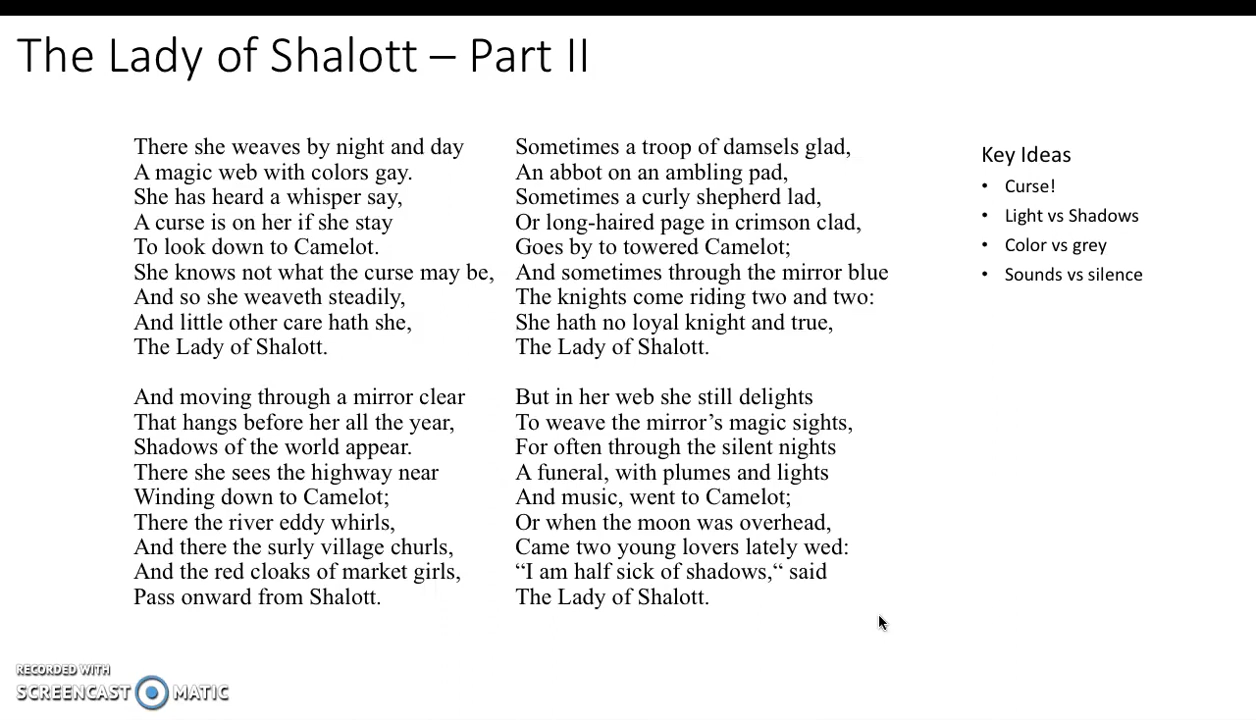 The Lady of Shalott – Part II
There she weaves by night and day
A magic web with colors gay.
She has heard a whisper say,
A curse is on her if she stay
To look down to Camelot.
She knows not what the curse may be,
And so she weaveth steadily,
And little other care hath she,
The Lady of Shalott.
And moving through a mirror clear
That hangs before her all the year,
Shadows of the world appear.
There she sees the highway near
Winding down to Camelot;
There the river eddy whirls,
And there the surly village churls,
And the red cloaks of market girls,
Pass onward from Shalott.
Sometimes a troop of damsels glad,
An abbot on an ambling pad,
Sometimes a curly shepherd lad,
Or long-haired page in crimson clad,
Goes by to towered Camelot;
And sometimes through the mirror blue
The knights come riding two and two:
She hath no loyal knight and true,
The Lady of Shalott.
But in her web she still delights
To weave the mirror’s magic sights,
For often through the silent nights
A funeral, with plumes and lights
And music, went to Camelot;
Or when the moon was overhead,
Came two young lovers lately wed:
“I am half sick of shadows,“ said
The Lady of Shalott.
Key Ideas
• Curse!
• Light vs Shadows
• Color vs grey
• Sounds vs silence
RECORDED WITH
SCREENCAST MATIC